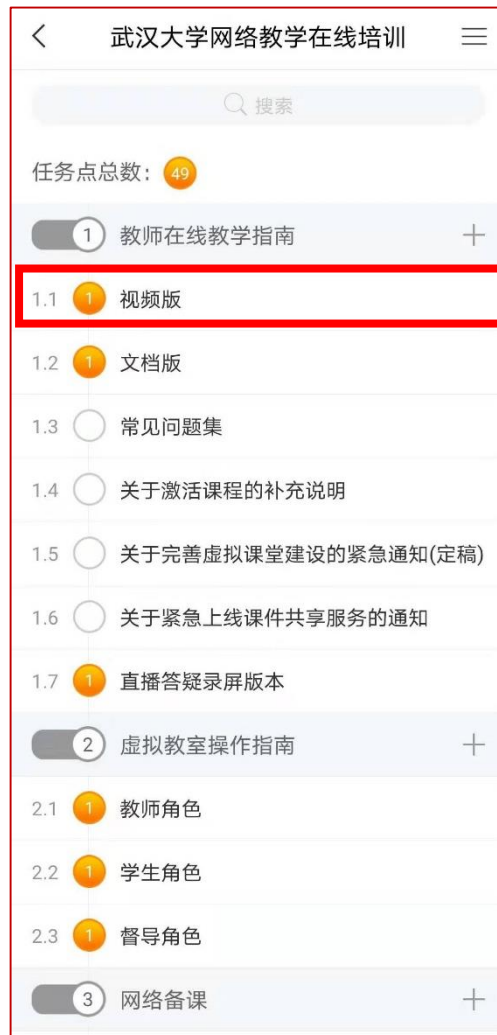 武汉大学网络教学在线培训
搜索
任务点总数: 49
1 教师在线教学指南
1.1 1 视频版
1.2 1 文档版
1.3 常见问题集
1.4 关于激活课程的补充说明
1.5 关于完善虚拟课堂建设的紧急通知(定稿)
1.6 关于紧急上线课件共享服务的通知
1.7 1 直播答疑录屏版本
2 虚拟教室操作指南
2.1 1 教师角色
2.2 1 学生角色
2.3 1 督导角色
3 网络备课